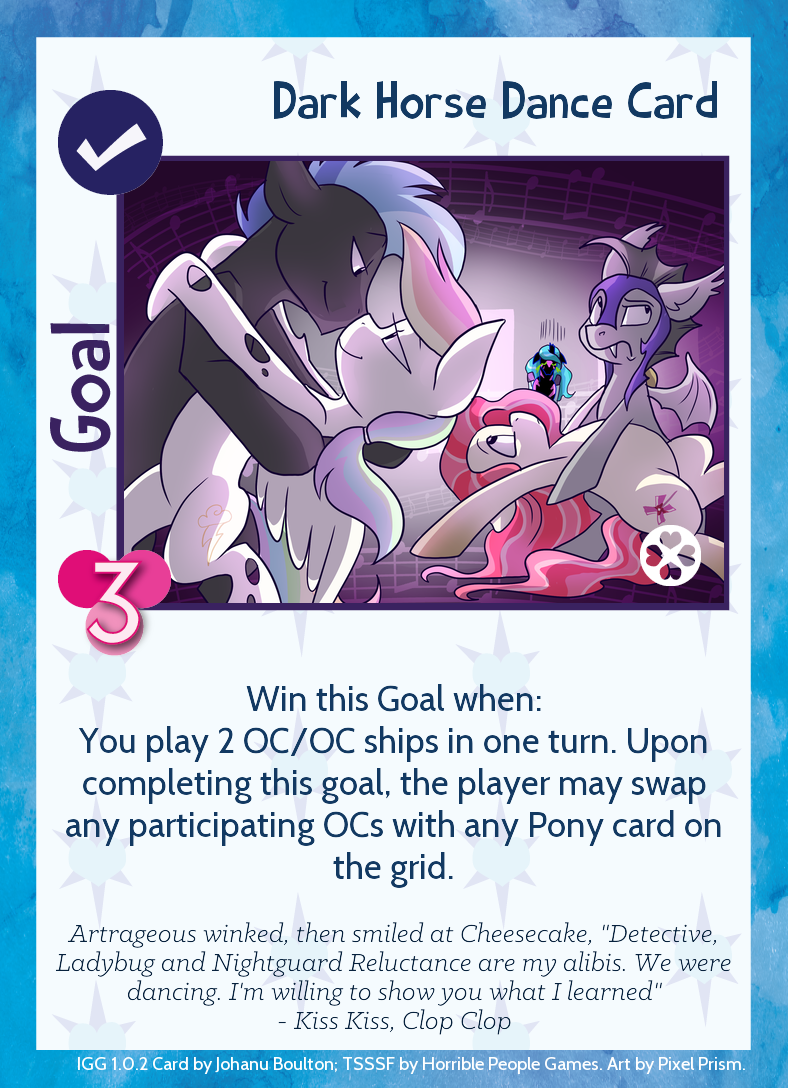 Dark Horse Dance Card
Goal
3
Win this Goal when:
You play 2 OC/OC ships in one turn. Upon
completing this goal, the player may swap
any participating OCs with any Pony card on
the grid.
Artrageous winked, then smiled at Cheesecake, "Detective,
Ladybug and Nightguard Reluctance are my alibis. We were
dancing. I'm willing to show you what I learned"
- Kiss Kiss, Clop Clop
IGG 1.0.2 Card by Johanu Boulton; TSSSF by Horrible People Games. Art by Pixel Prism.